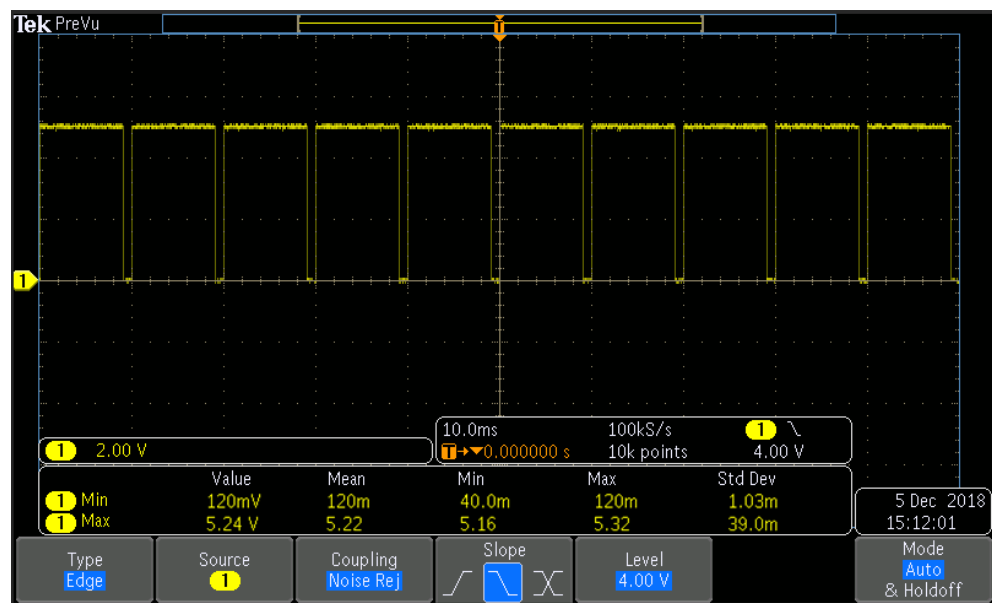 Tek PreVu
T
1
1 2.00 V
10.0ms 100kS/s 1
T→▼0.000000 s 10k points 4.00 V
Value Mean Min Max Std Dev
1 Min 120mV 120m 40.0m 120m 1.03m
1 Max 5.24 V 5.22 5.16 5.32 39.0m
5 Dec 2018
15:12:01
Type
Edge
Source
1
Coupling
Noise Rej
Slope
Level
4.00 V
Mode
Auto
& Holdoff